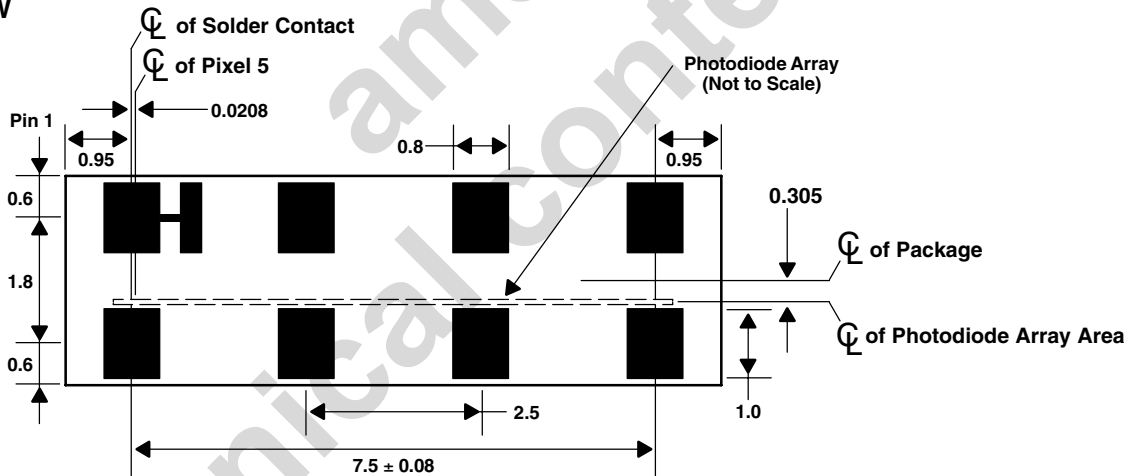 ℄ of Solder Contact
℄ of Pixel 5
Photodiode Array
(Not to Scale)
0.0208
Pin 1
0.95
0.8
0.95
0.6
0.305
℄ of Package
1.8
℄ of Photodiode Array Area
0.6
2.5
1.0
7.5 ± 0.08